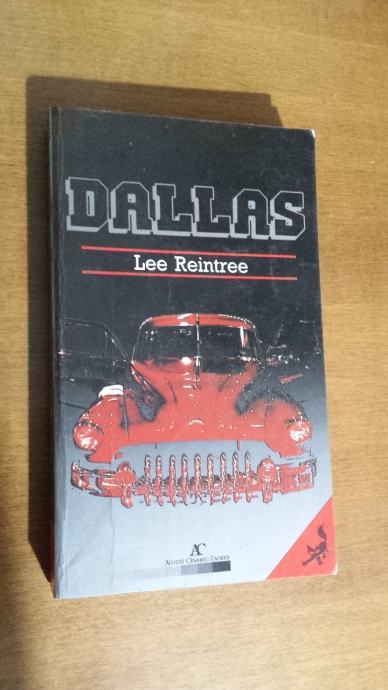 DALLAS
Lee Reintree
AC
AUGUST CESAREC ZAGREB